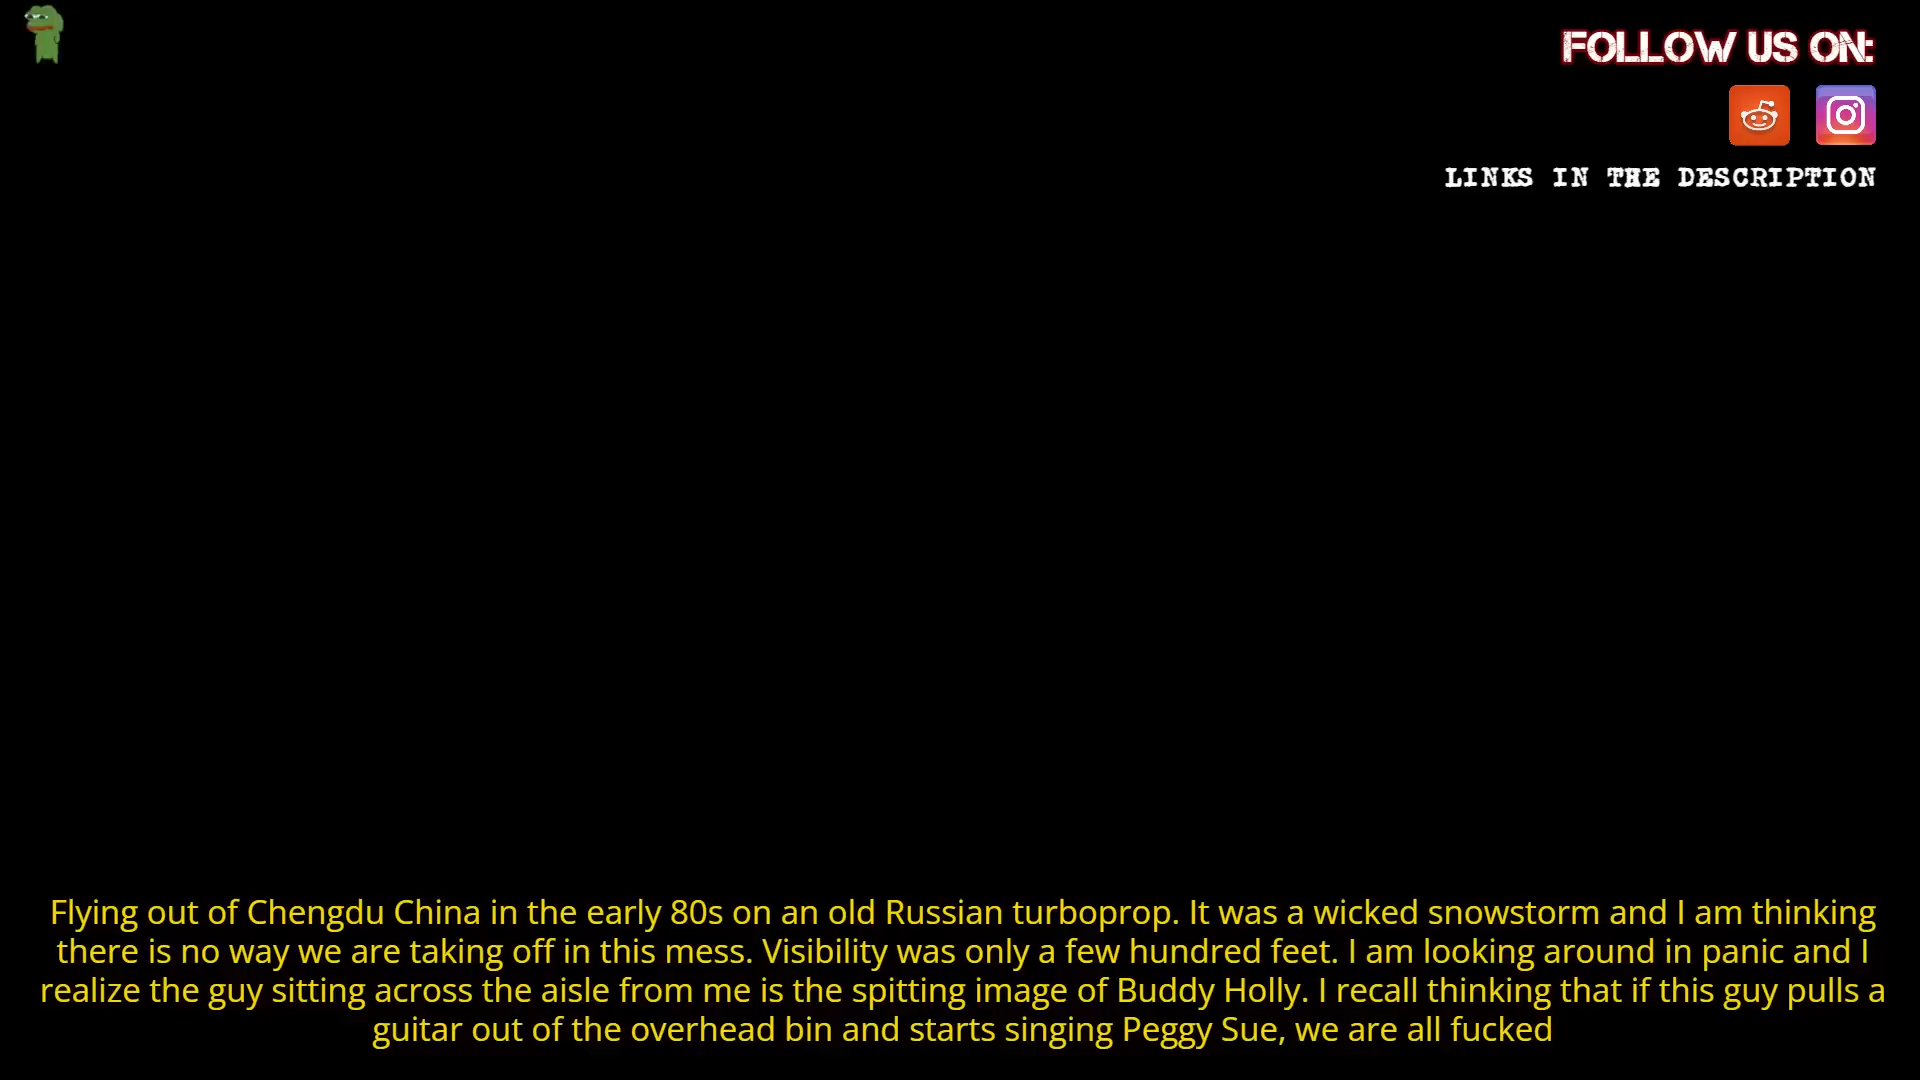 FOLLOW US ON:
LINKS IN THE DESCRIPTION
Flying out of Chengdu China in the early 80s on an old Russian turboprop. It was a wicked snowstorm and I am thinking
there is no way we are taking off in this mess. Visibility was only a few hundred feet. I am looking around in panic and I
realize the guy sitting across the aisle from me is the spitting image of Buddy Holly. I recall thinking that if this guy pulls a
guitar out of the overhead bin and starts singing Peggy Sue, we are all fucked